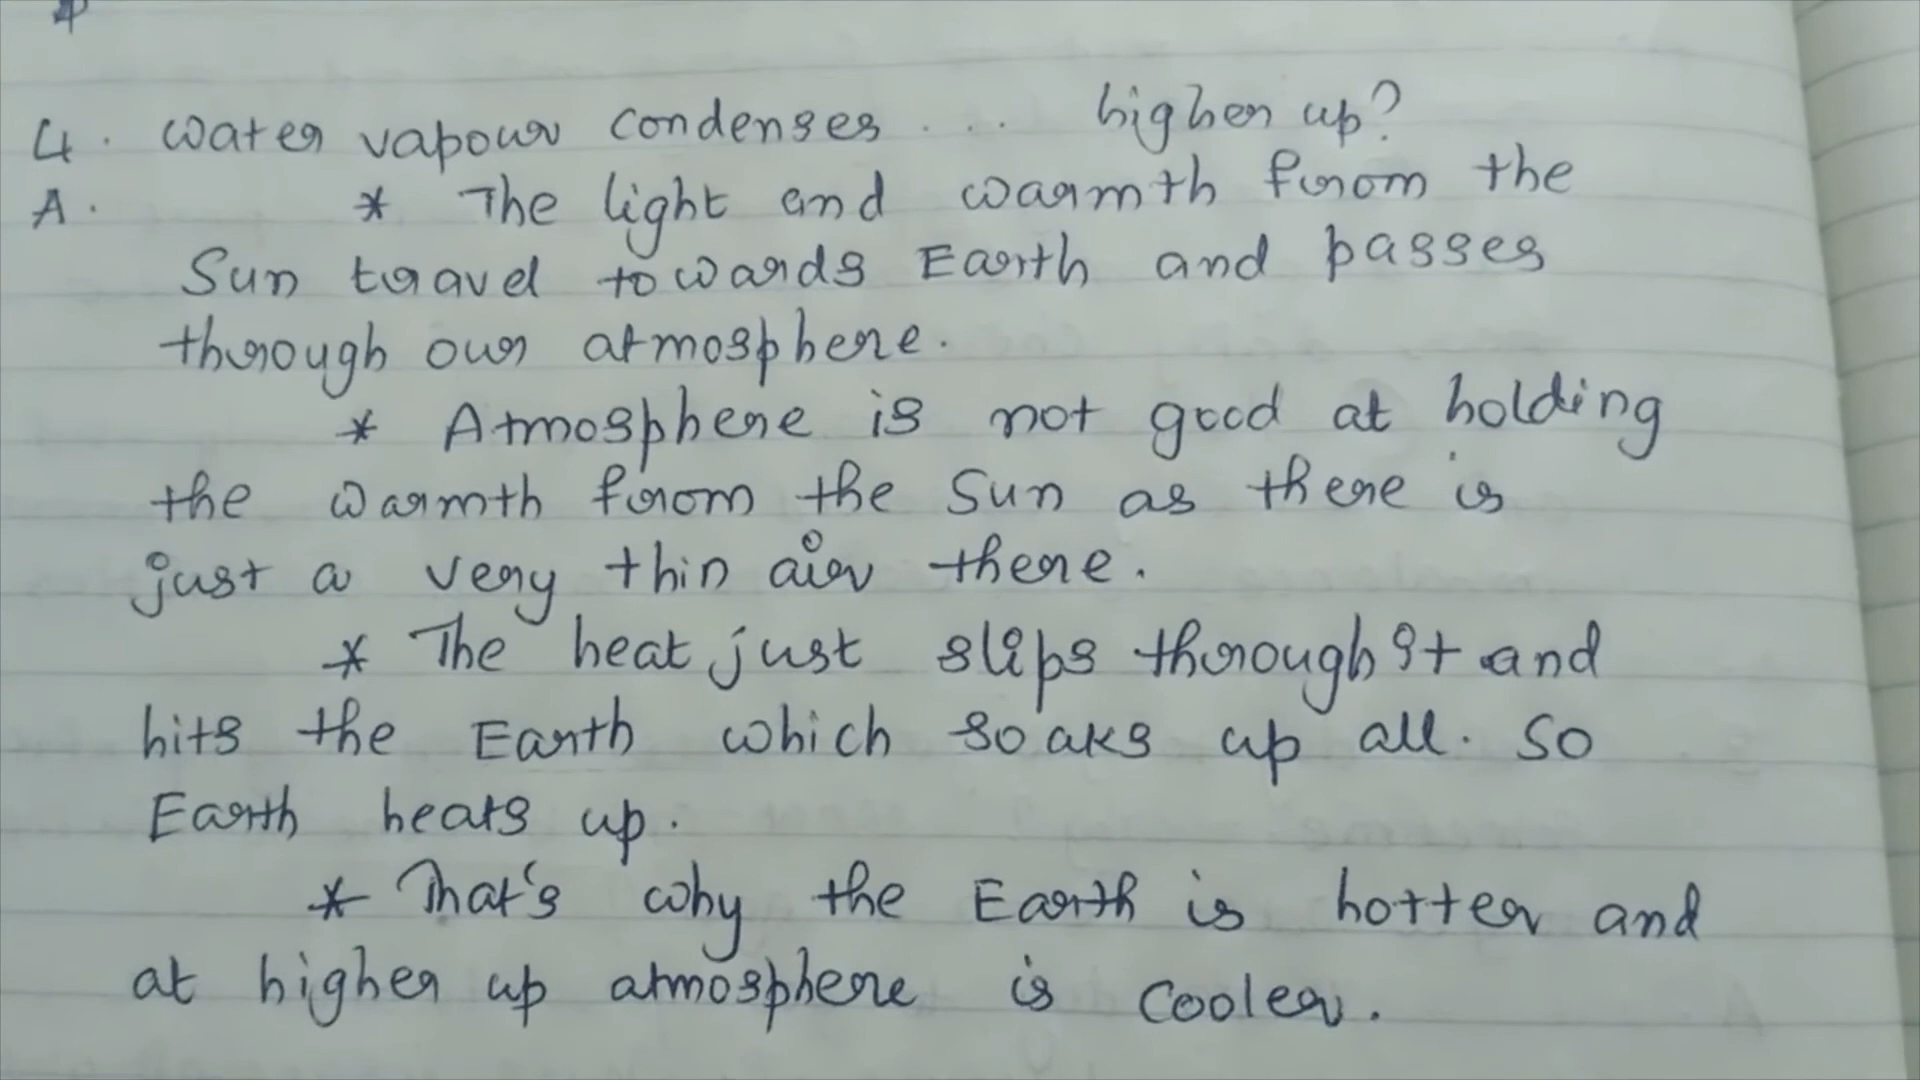 4. Water vapour condenses ... higher up?
A. * The light and warmth from the
Sun travel towards Earth and passes
through our atmosphere.
* Atmosphere is not good at holding
the warmth from the Sun as there is
just a very thin air there.
* The heat just slips through it and
hits the Earth which soaks up all. So
Earth heats up.
* That's why the Earth is hotter and
at higher up atmosphere is cooler.